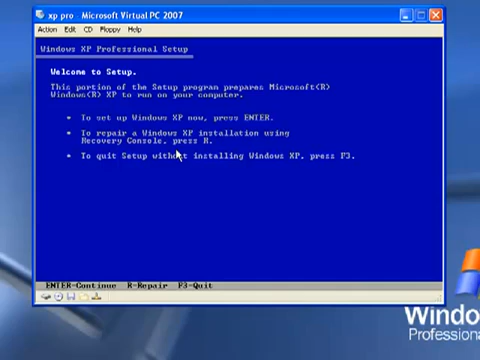 xp pro - Microsoft Virtual PC 2007
Action Edit CD Floppy Help
Windows XP Professional Setup
Welcome to Setup.
This portion of the Setup program prepares Microsoft(R)
Windows(R) XP to run on your computer.
• To set up Windows XP now, press ENTER.
• To repair a Windows XP installation using
Recovery Console, press R.
• To quit Setup without installing Windows XP, press F3.
ENTER=Continue R=Repair F3=Quit
Windo
Professional